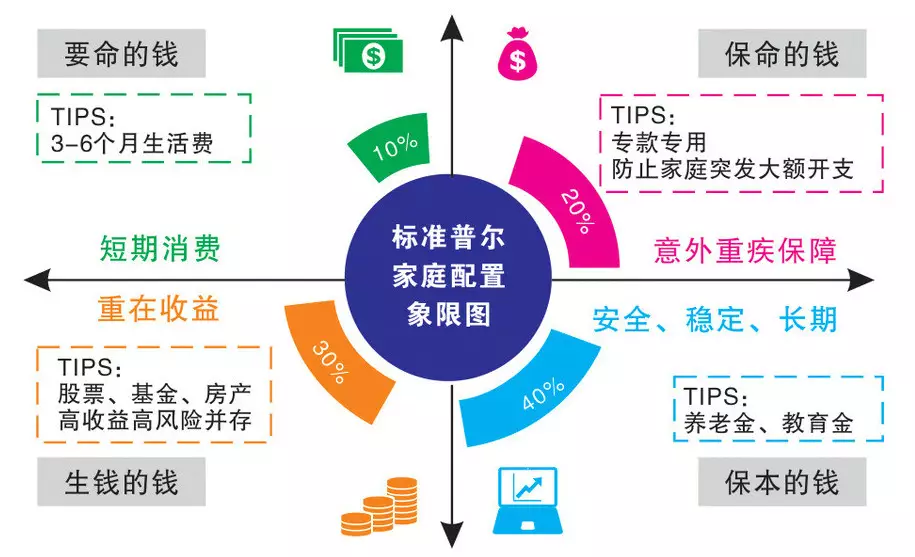 要命的钱
TIPS:
3-6个月生活费
10%
短期消费
$
$
保命的钱
TIPS:
专款专用
防止家庭突发大额开支
20%
意外重疾保障
标准普尔
家庭配置
象限图
重在收益
30%
TIPS:
股票、基金、房产
高收益高风险并存
生钱的钱
安全、稳定、长期
40%
TIPS:
养老金、教育金
保本的钱